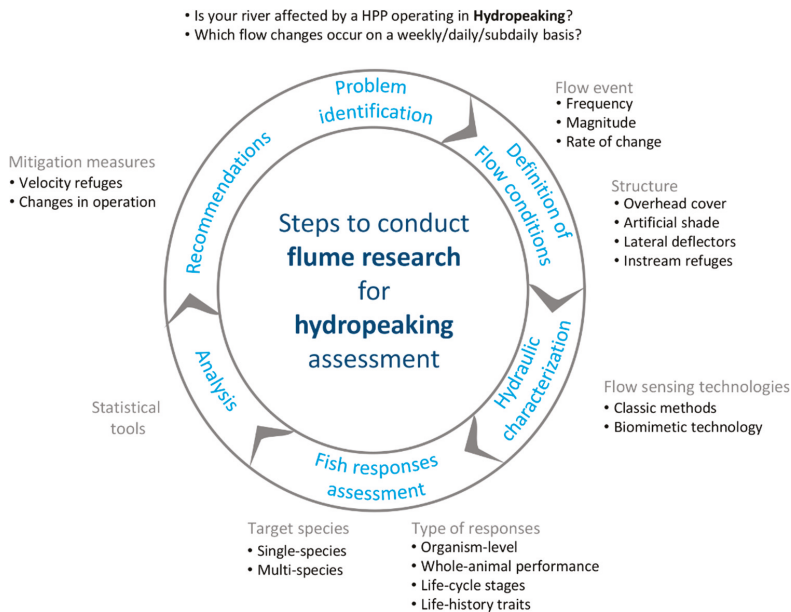 • Is your river affected by a HPP operating in Hydropeaking?
• Which flow changes occur on a weekly/daily/subdaily basis?
Problem
identification
Flow event
• Frequency
• Magnitude
• Rate of change
Definition of
Flow conditions
Structure
• Overhead cover
• Artificial shade
• Lateral deflectors
• Instream refuges
Hydraulic
characterization
Flow sensing technologies
• Classic methods
• Biomimetic technology
Fish responses
assessment
Type of responses
• Organism-level
• Whole-animal performance
• Life-cycle stages
• Life-history traits
Target species
• Single-species
• Multi-species
Analysis
Statistical
tools
Recommendations
Mitigation measures
• Velocity refuges
• Changes in operation
Steps to conduct
flume research
for
hydropeaking
assessment